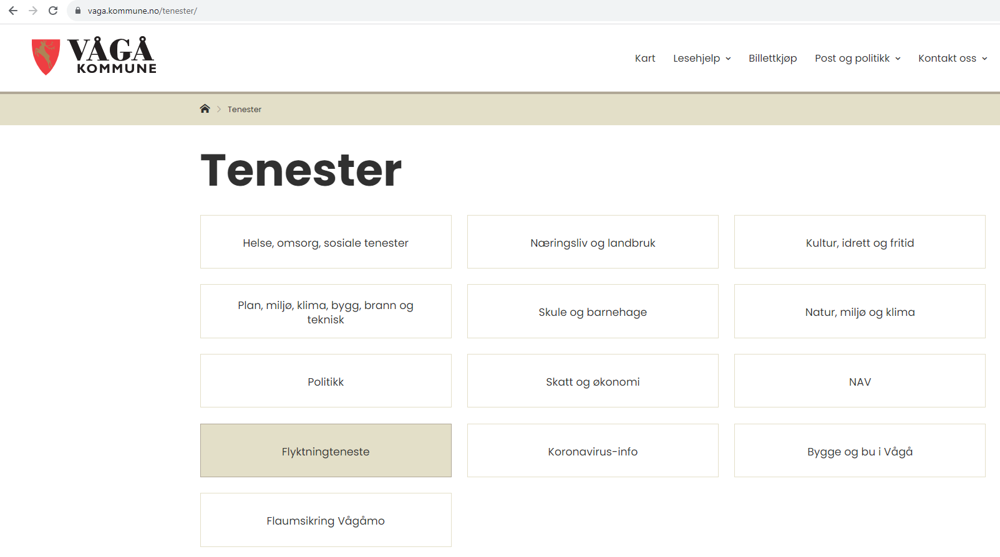 vaga.kommune.no/tenester/
VÅGÅ
KOMMUNE
Kart
Lesehjelp
Billettkjøp
Post og politikk
Kontakt oss
Tenester
Tenester
Helse, omsorg, sosiale tenester
Næringsliv og landbruk
Kultur, idrett og fritid
Plan, miljø, klima, bygg, brann og
teknisk
Skule og barnehage
Natur, miljø og klima
Politikk
Skatt og økonomi
NAV
Flyktningteneste
Koronavirus-info
Bygge og bu i Vågå
Flaumsikring Vågåmo